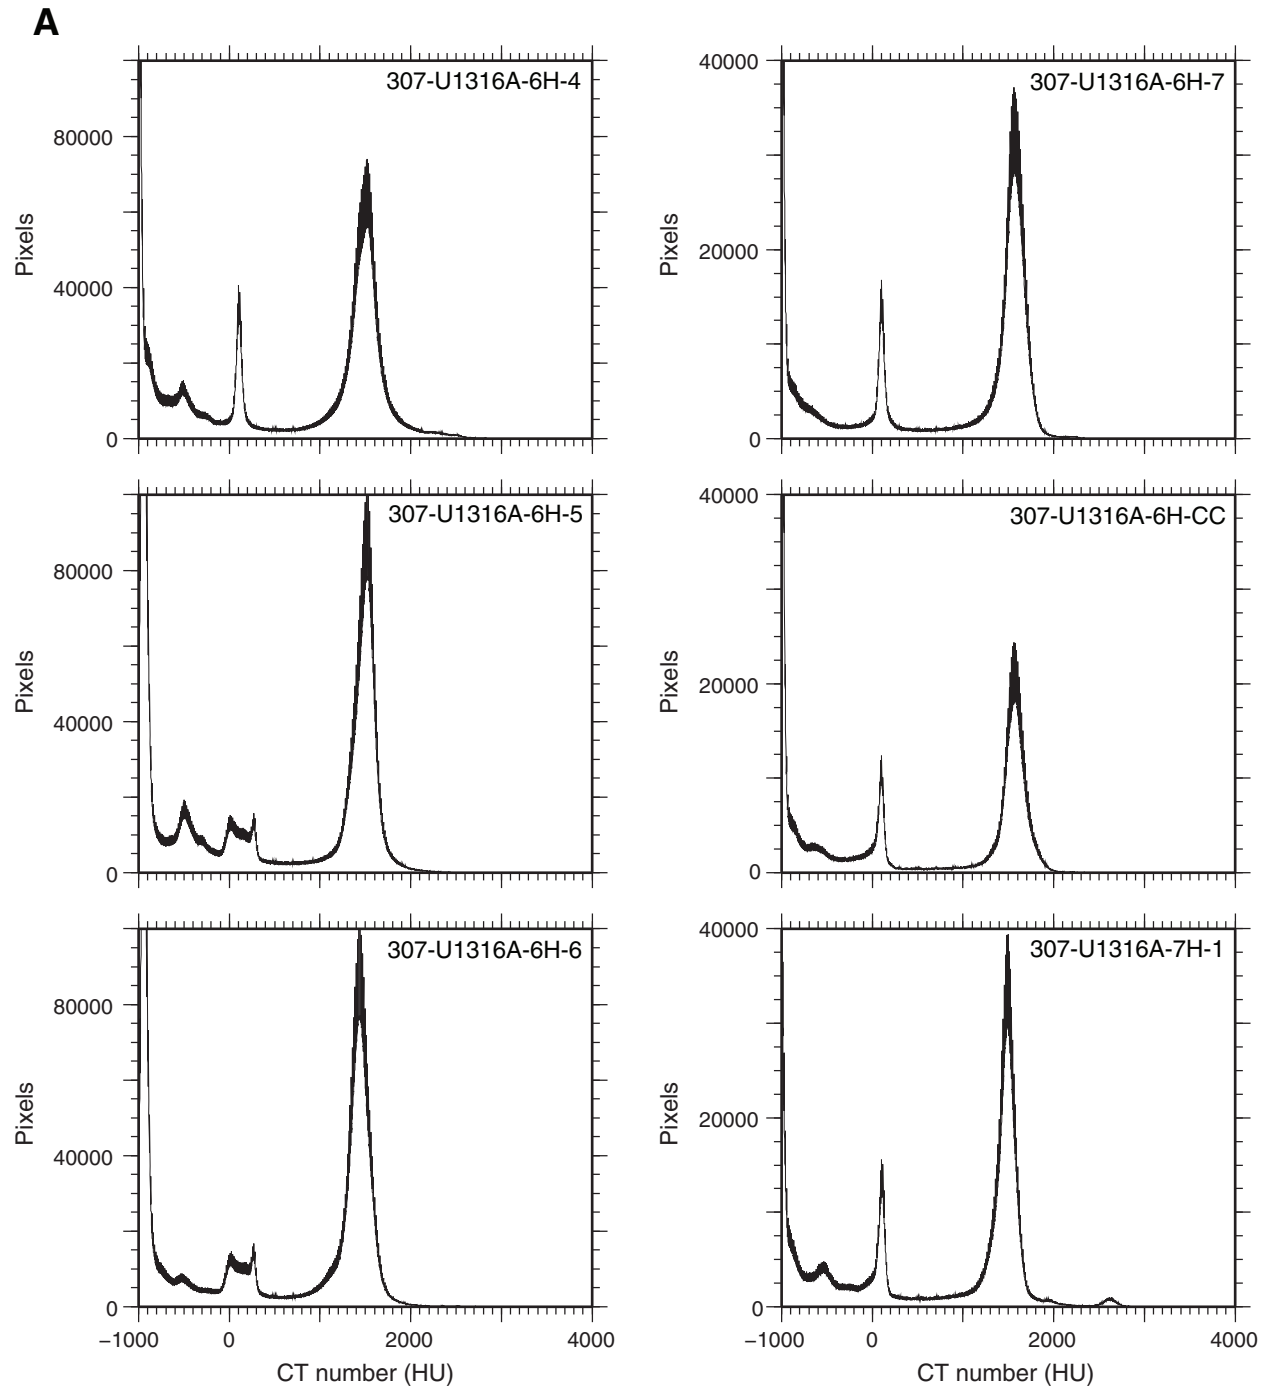 A
307-U1316A-6H-4
80000
40000
0
Pixels
307-U1316A-6H-7
40000
20000
0
Pixels
307-U1316A-6H-5
80000
40000
0
Pixels
307-U1316A-6H-CC
40000
20000
0
Pixels
307-U1316A-6H-6
80000
40000
0
Pixels
−1000 0 2000 4000
CT number (HU)
307-U1316A-7H-1
40000
20000
0
Pixels
−1000 0 2000 4000
CT number (HU)